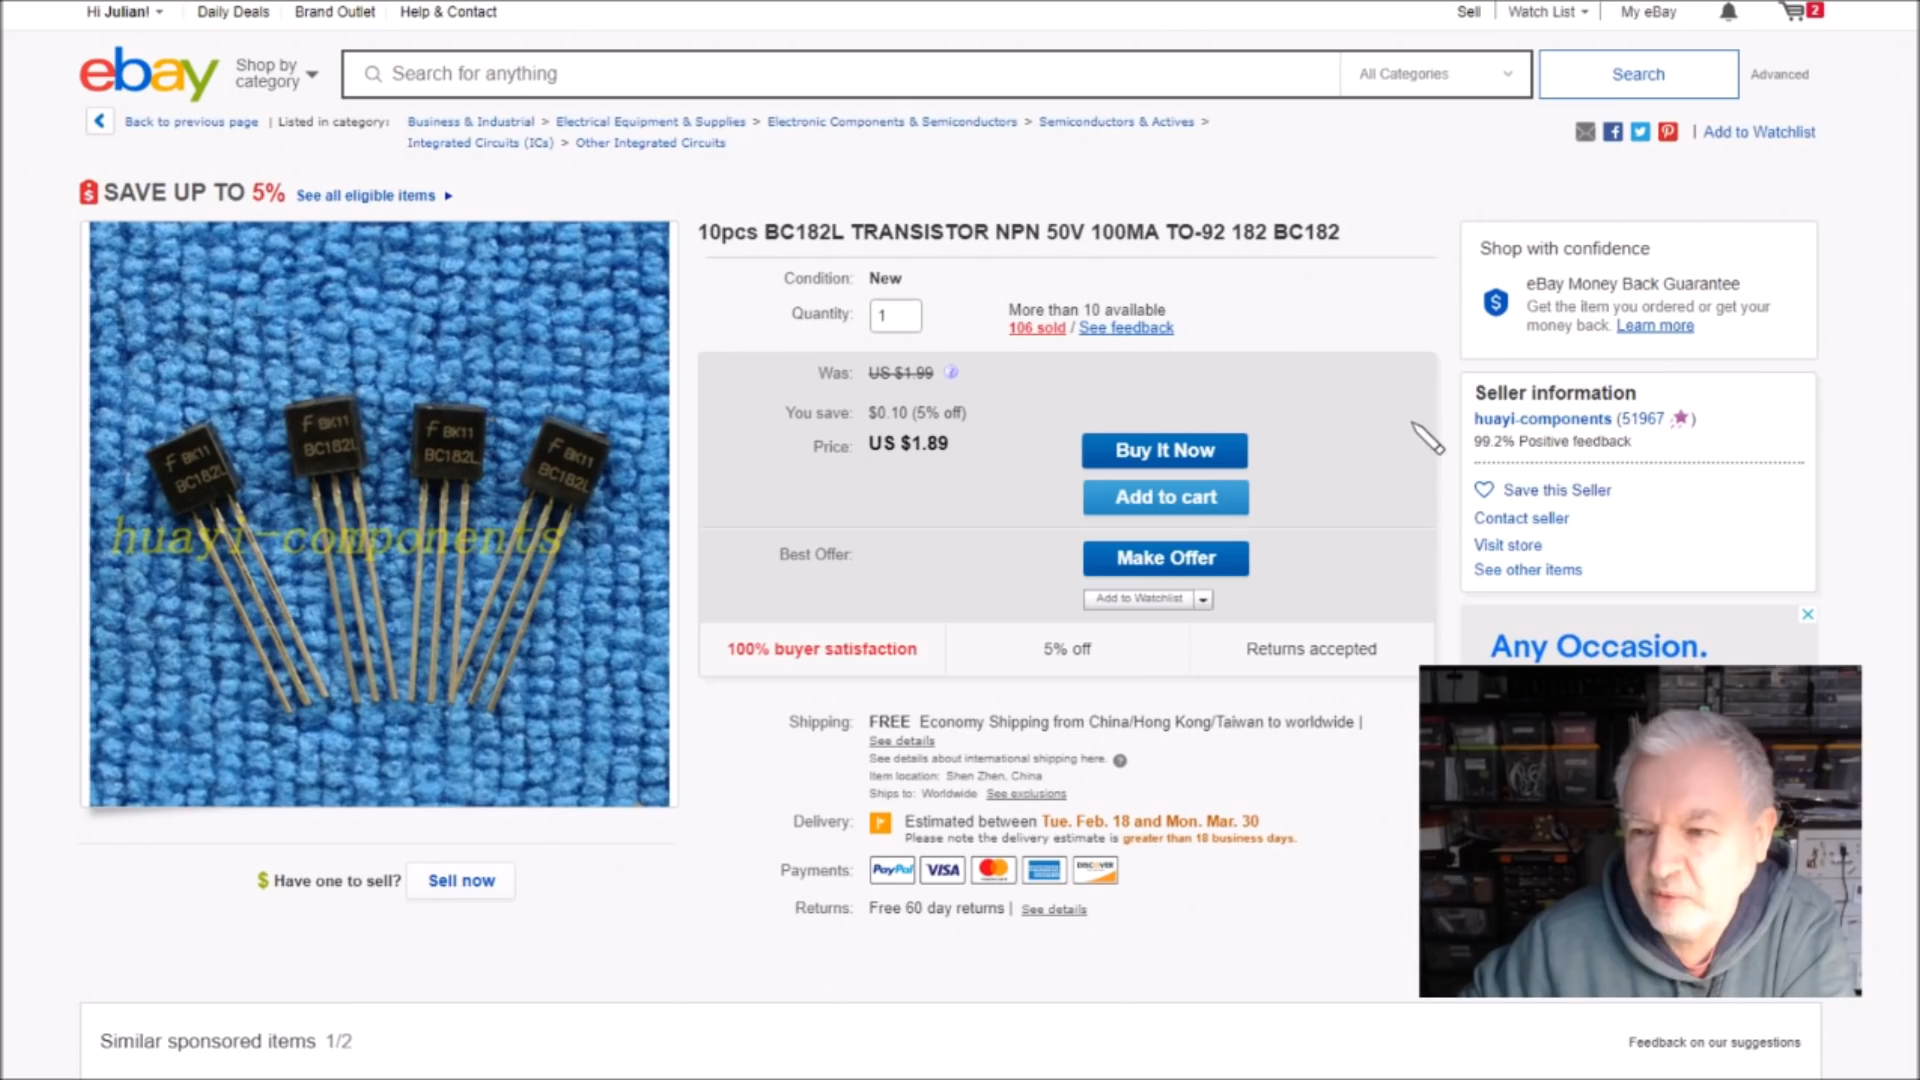 Hi Julian!
Daily Deals
Brand Outlet
Help & Contact
Sell
Watch List
My eBay
2
ebay
Shop by category
Search for anything
All Categories
Search
Advanced
Back to previous page | Listed in category:
Business & Industrial > Electrical Equipment & Supplies > Electronic Components & Semiconductors > Semiconductors & Actives >
Integrated Circuits (ICs) > Other Integrated Circuits
| Add to Watchlist
SAVE UP TO 5% See all eligible items
F BK11
BC182L
F BK11
BC182L
F BK11
BC182L
F BK11
BC182L
huayi-components
$ Have one to sell? Sell now
10pcs BC182L TRANSISTOR NPN 50V 100MA TO-92 182 BC182
Condition: New
Quantity: 1
More than 10 available
106 sold / See feedback
Was: US $1.99
You save: $0.10 (5% off)
Price: US $1.89
Buy It Now
Add to cart
Best Offer:
Make Offer
Add to Watchlist
100% buyer satisfaction
5% off
Returns accepted
Shipping: FREE Economy Shipping from China/Hong Kong/Taiwan to worldwide |
See details
See details about international shipping here.
Item location: Shen Zhen, China
Ships to: Worldwide See exclusions
Delivery: Estimated between Tue. Feb. 18 and Mon. Mar. 30
Please note the delivery estimate is greater than 18 business days.
Payments: PayPal VISA DISCOVER
Returns: Free 60 day returns | See details
Shop with confidence
eBay Money Back Guarantee
Get the item you ordered or get your
money back. Learn more
Seller information
huayi-components (51967)
99.2% Positive feedback
Save this Seller
Contact seller
Visit store
See other items
Any Occasion.
Similar sponsored items 1/2
Feedback on our suggestions